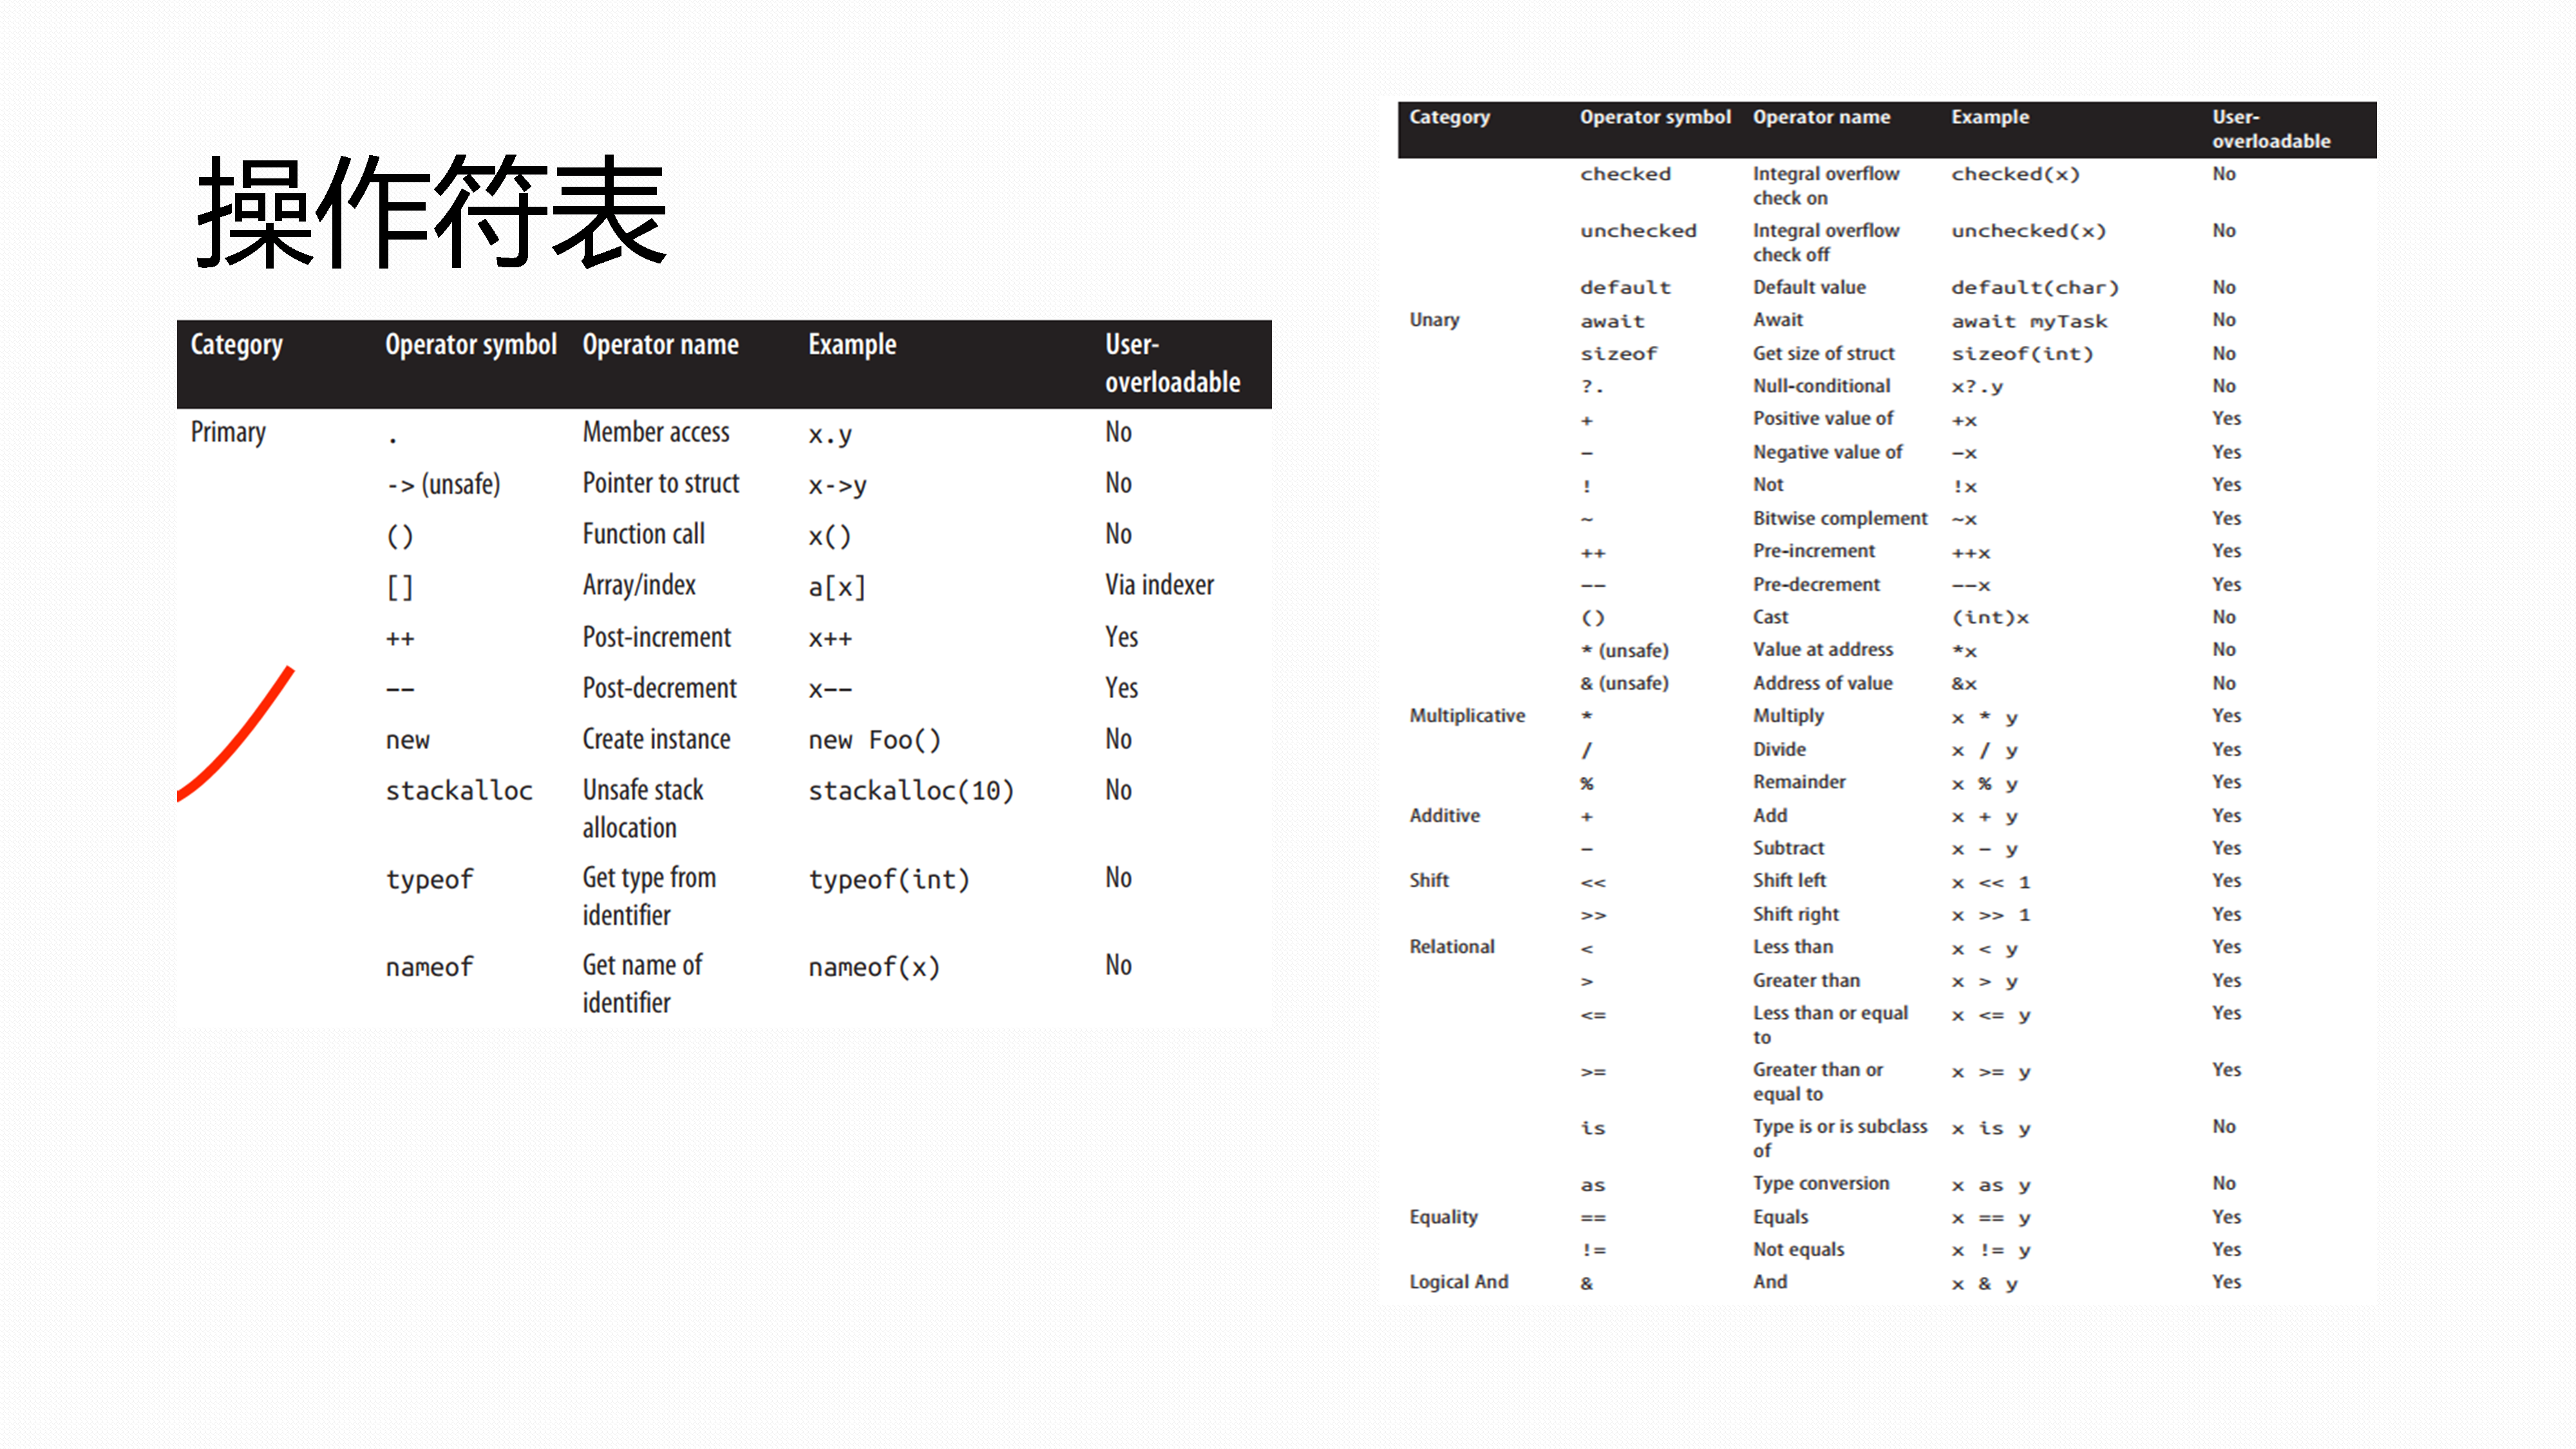 操作符表
Category Operator symbol Operator name Example User-
overloadable
Primary . Member access x.y No
-> (unsafe) Pointer to struct x->y No
() Function call x() No
[] Array/index a[x] Via indexer
++ Post-increment x++ Yes
-- Post-decrement x-- Yes
new Create instance new Foo() No
stackalloc Unsafe stack stackalloc(10) No
allocation
typeof Get type from typeof(int) No
identifier
nameof Get name of nameof(x) No
identifier
Category Operator symbol Operator name Example User-
overloadable
checked Integral overflow checked(x) No
check on
unchecked Integral overflow unchecked(x) No
check off
default Default value default(char) No
Unary await Await await myTask No
sizeof Get size of struct sizeof(int) No
?. Null-conditional x?.y No
+ Positive value of +x Yes
− Negative value of −x Yes
! Not !x Yes
~ Bitwise complement ~x Yes
++ Pre-increment ++x Yes
-- Pre-decrement --x Yes
() Cast (int)x No
* (unsafe) Value at address *x No
& (unsafe) Address of value &x No
Multiplicative * Multiply x * y Yes
/ Divide x / y Yes
% Remainder x % y Yes
Additive + Add x + y Yes
− Subtract x − y Yes
Shift << Shift left x << 1 Yes
>> Shift right x >> 1 Yes
Relational < Less than x < y Yes
> Greater than x > y Yes
<= Less than or equal x <= y Yes
to
>= Greater than or x >= y Yes
equal to
is Type is or is subclass x is y No
of
as Type conversion x as y No
Equality == Equals x == y Yes
!= Not equals x != y Yes
Logical And & And x & y Yes